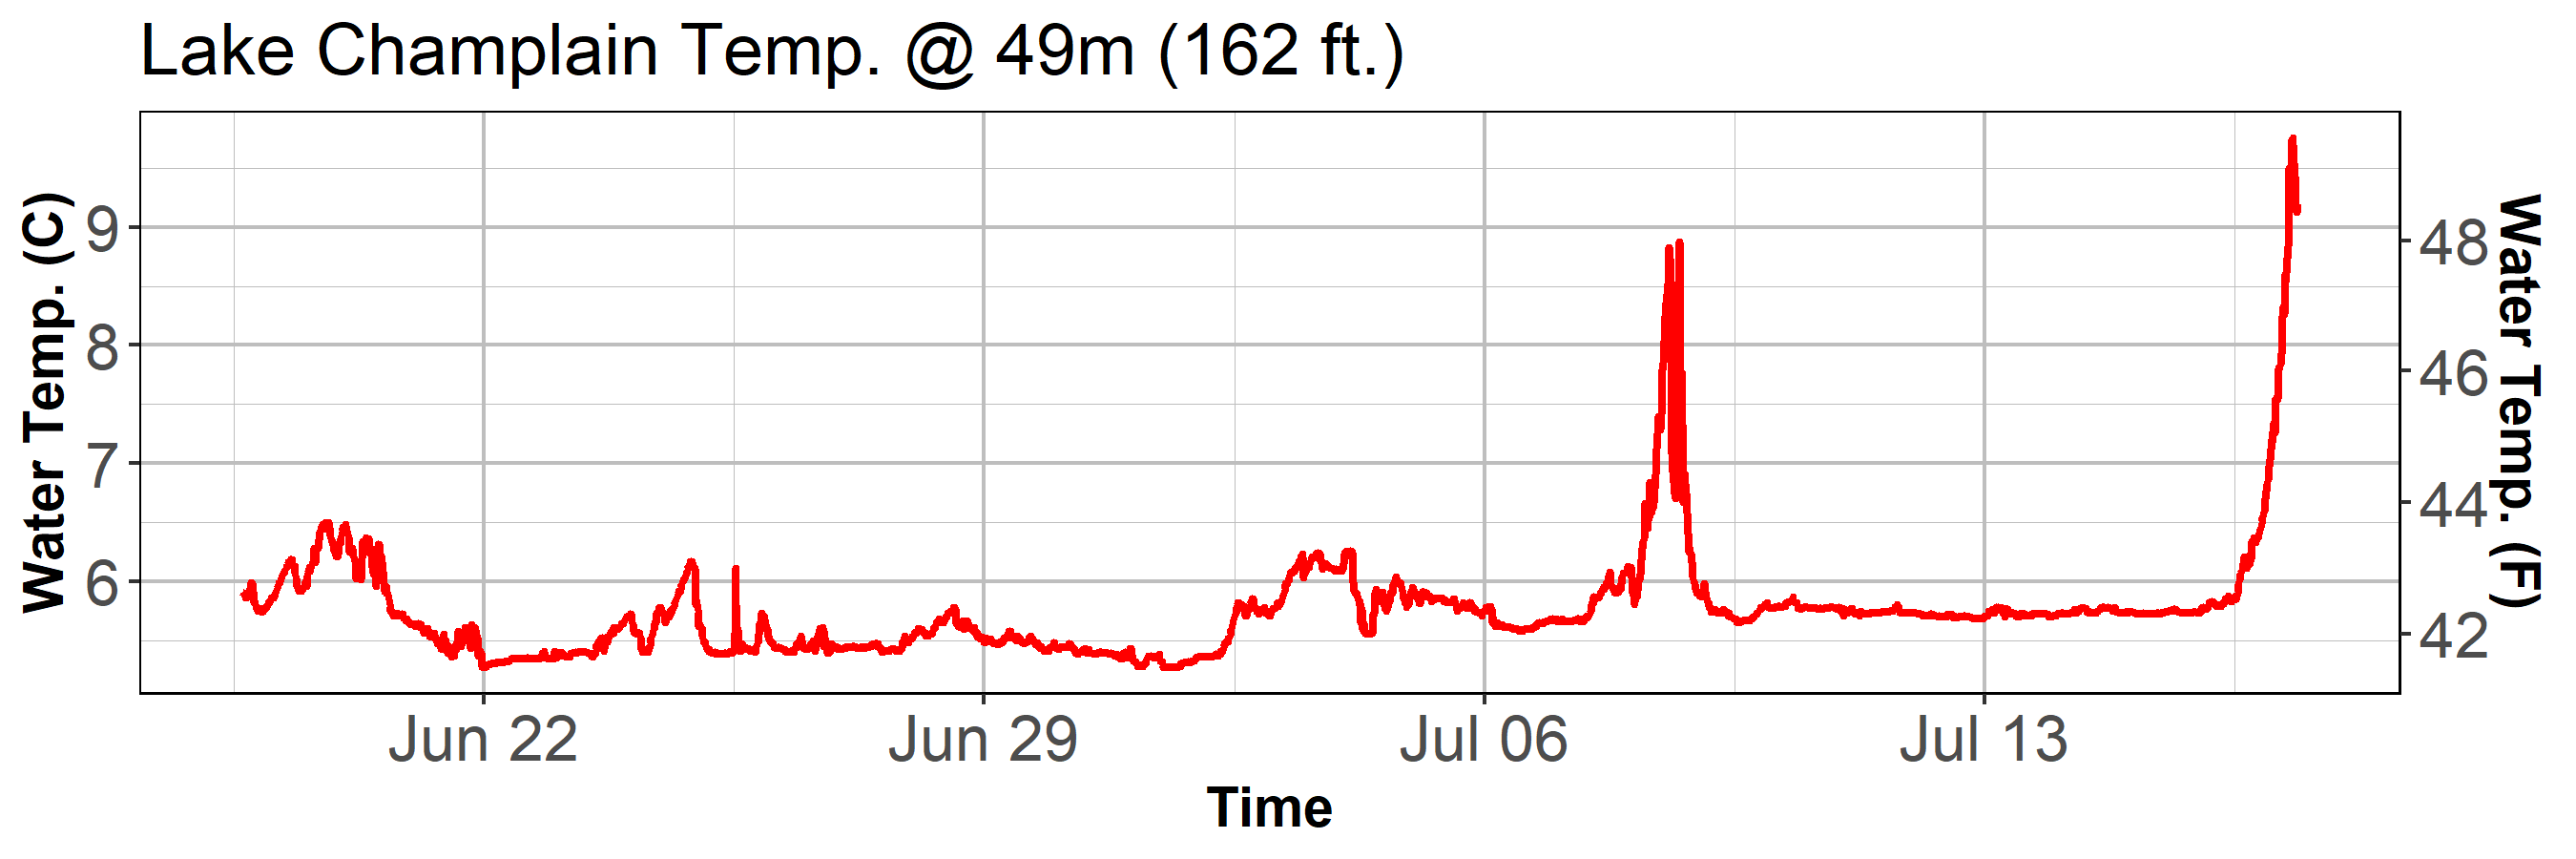 Lake Champlain Temp. @ 49m (162 ft.)
Water Temp. (C)
9
8
7
6
48
46
44
42
Water Temp. (F)
Jun 22
Jun 29
Jul 06
Jul 13
Time